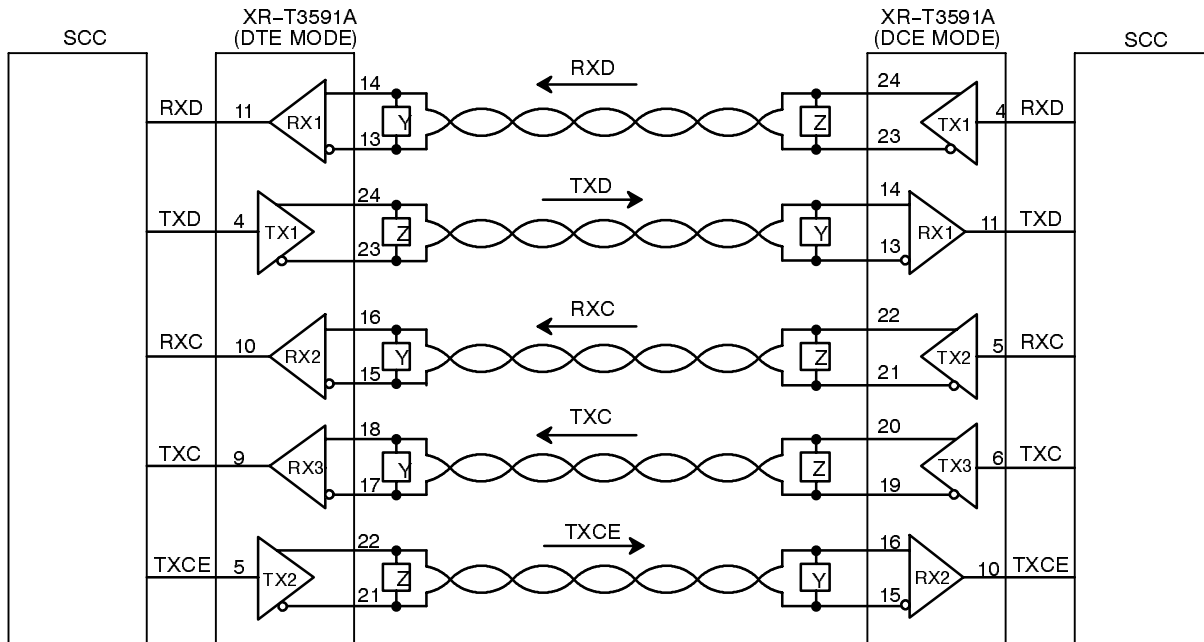 XR–T3591A
(DTE MODE)
XR–T3591A
(DCE MODE)
SCC
SCC
RXD
RXD 11 RX1 14 13 Y Z 24 23 TX1 4 RXD
TXD
TXD 4 TX1 24 23 Z Y 14 13 RX1 11 TXD
RXC
RXC 10 RX2 16 15 Y Z 22 21 TX2 5 RXC
TXC
TXC 9 RX3 18 17 Y Z 20 19 TX3 6 TXC
TXCE
TXCE 5 TX2 22 21 Z Y 16 15 RX2 10 TXCE